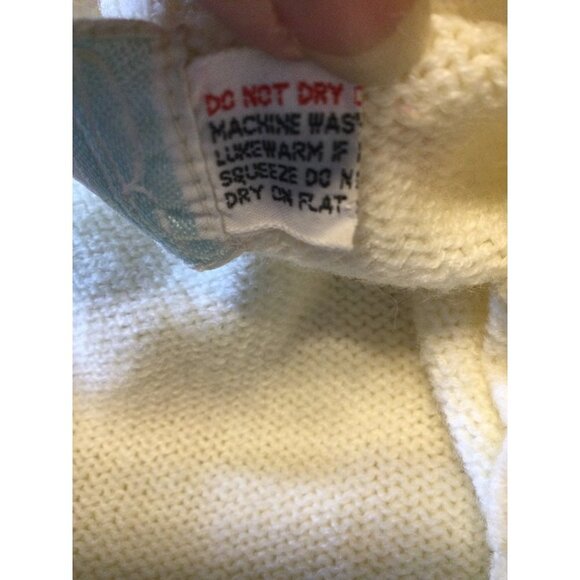 DO NOT DRY
MACHINE WAS
LUKEWARM IF
SQUEEZE DO N
DRY ON FLAT